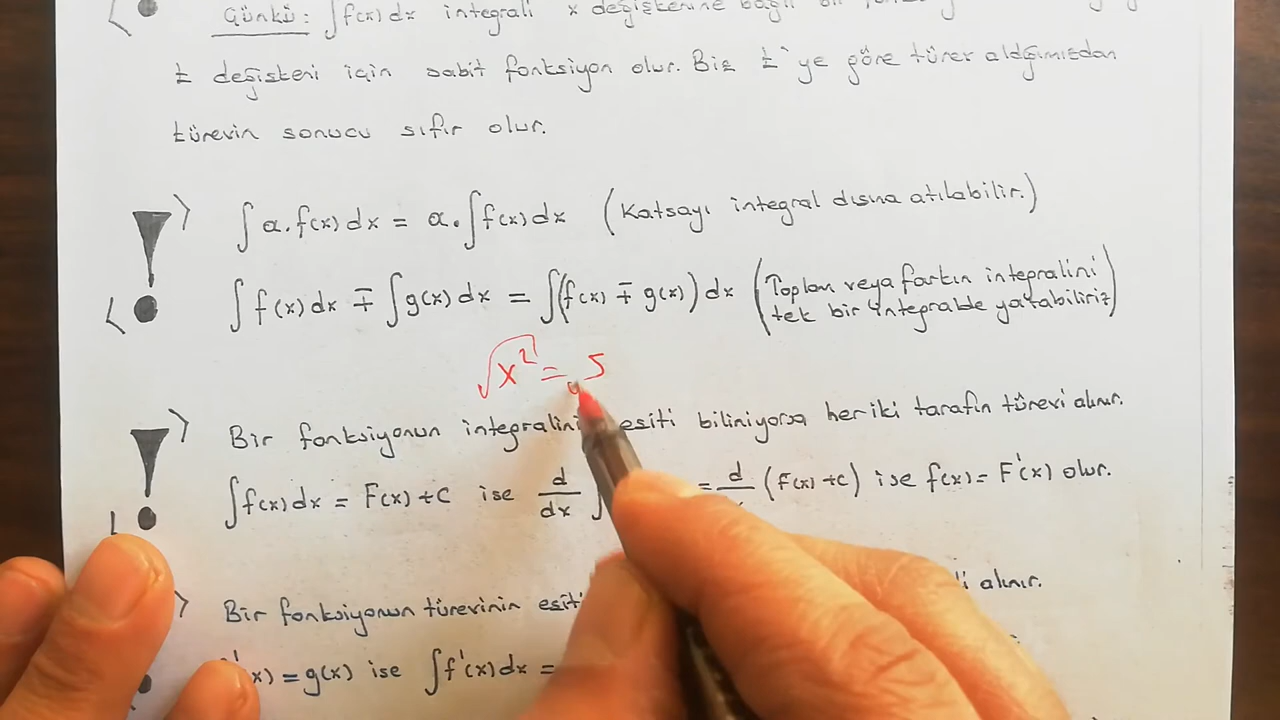 Çünkü: ∫f(x)dx integrali x değişkenine bağlı
t değişkeni için sabit fonksiyon olur. Biz t'ye göre türev aldığımızdan
türevin sonucu sıfır olur.
∫a.f(x)dx = a.∫f(x)dx (Katsayı integral dışına atılabilir.)
∫f(x)dx ∓ ∫g(x)dx = ∫(f(x) ∓ g(x))dx (Toplam veya farkın integralini
tek bir integralde yazabiliriz)
√x² = 5
Bir fonksiyonun integralini eşiti biliniyorsa her iki tarafın türevi alınır.
∫f(x)dx = F(x)+c ise d/dx ∫ = d (F(x)+c) ise f(x) = F'(x) olur.
Bir fonksiyonun türevinin eşiti alınır.
x) = g(x) ise ∫f'(x)dx =